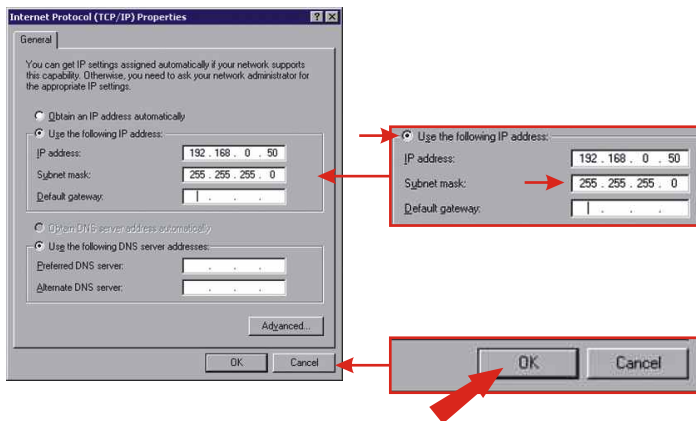 Internet Protocol (TCP/IP) Properties
General
You can get IP settings assigned automatically if your network supports
this capability. Otherwise, you need to ask your network administrator for
the appropriate IP settings.
Obtain an IP address automatically
Use the following IP address:
IP address: 192 . 168 . 0 . 50
Subnet mask: 255 . 255 . 255 . 0
Default gateway: . . .
Obtain DNS server address automatically
Use the following DNS server addresses:
Preferred DNS server: . . .
Alternate DNS server: . . .
Advanced...
OK Cancel
Use the following IP address:
IP address: 192 . 168 . 0 . 50
Subnet mask: 255 . 255 . 255 . 0
Default gateway: . . .
OK Cancel